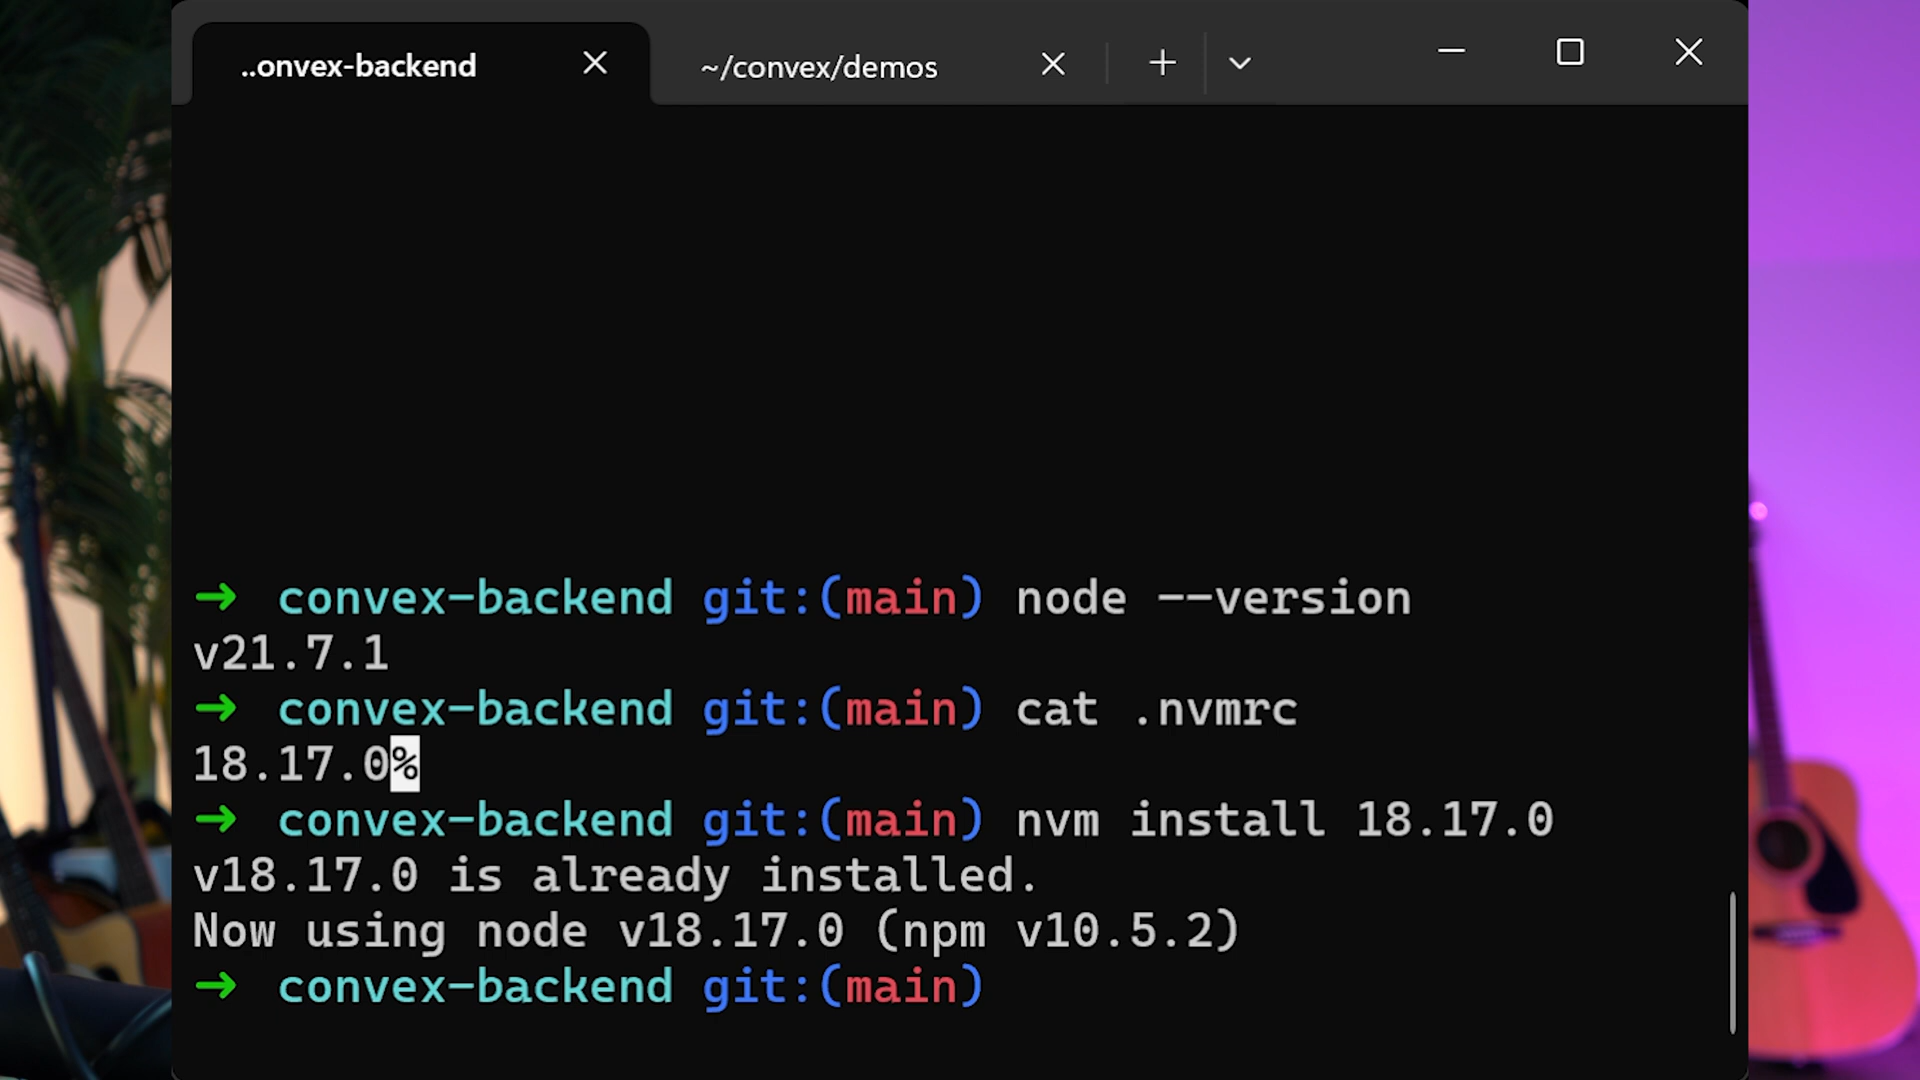 ..onvex-backend
~/convex/demos
➜ convex-backend git:(main) node --version
v21.7.1
➜ convex-backend git:(main) cat .nvmrc
18.17.0%
➜ convex-backend git:(main) nvm install 18.17.0
v18.17.0 is already installed.
Now using node v18.17.0 (npm v10.5.2)
➜ convex-backend git:(main)